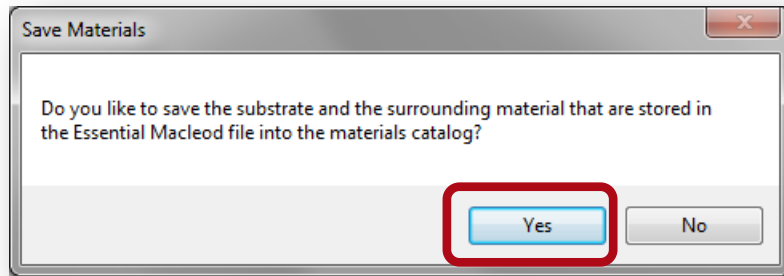 Save Materials
X
Do you like to save the substrate and the surrounding material that are stored in
the Essential Macleod file into the materials catalog?
Yes No